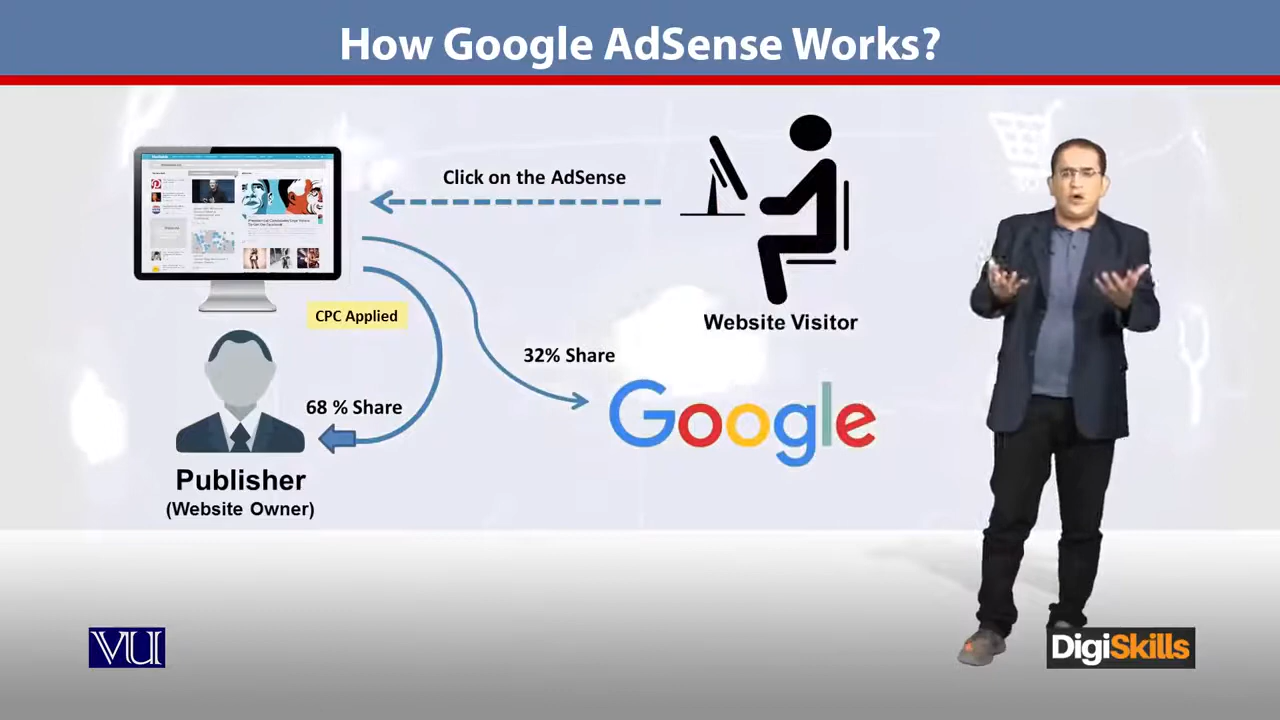 How Google AdSense Works?
Click on the AdSense
Website Visitor
CPC Applied
32% Share
68 % Share
Google
Publisher
(Website Owner)
VU
DigiSkills